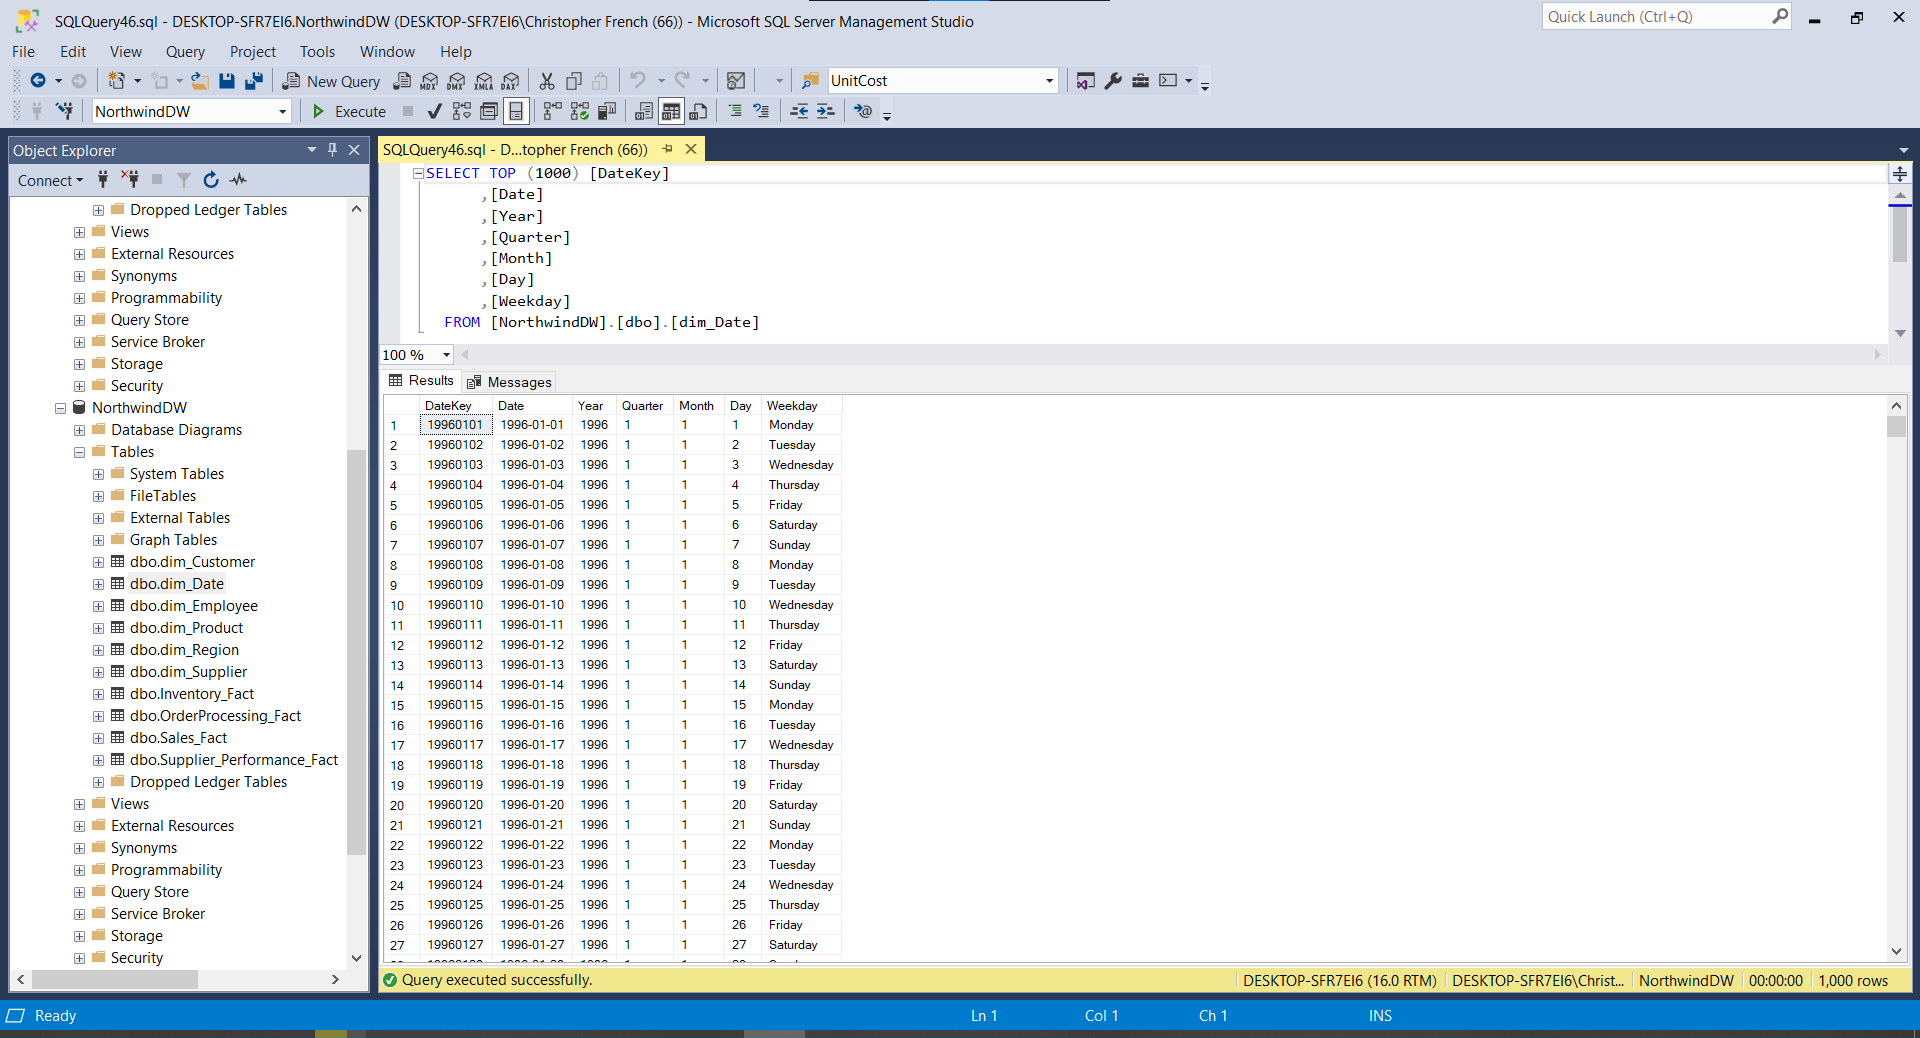 SQLQuery46.sql - DESKTOP-SFR7EI6.NorthwindDW (DESKTOP-SFR7EI6\Christopher French (66)) - Microsoft SQL Server Management Studio
Quick Launch (Ctrl+Q)
File Edit View Query Project Tools Window Help
New Query MDX DMX XMLA DAX UnitCost
NorthwindDW Execute
Object Explorer
Connect
Dropped Ledger Tables
Views
External Resources
Synonyms
Programmability
Query Store
Service Broker
Storage
Security
NorthwindDW
Database Diagrams
Tables
System Tables
FileTables
External Tables
Graph Tables
dbo.dim_Customer
dbo.dim_Date
dbo.dim_Employee
dbo.dim_Product
dbo.dim_Region
dbo.dim_Supplier
dbo.Inventory_Fact
dbo.OrderProcessing_Fact
dbo.Sales_Fact
dbo.Supplier_Performance_Fact
Dropped Ledger Tables
Views
External Resources
Synonyms
Programmability
Query Store
Service Broker
Storage
Security
SQLQuery46.sql - D...topher French (66))
SELECT TOP (1000) [DateKey]
,[Date]
,[Year]
,[Quarter]
,[Month]
,[Day]
,[Weekday]
FROM [NorthwindDW].[dbo].[dim_Date]
100 %
Results Messages
DateKey Date Year Quarter Month Day Weekday
1 19960101 1996-01-01 1996 1 1 1 Monday
2 19960102 1996-01-02 1996 1 1 2 Tuesday
3 19960103 1996-01-03 1996 1 1 3 Wednesday
4 19960104 1996-01-04 1996 1 1 4 Thursday
5 19960105 1996-01-05 1996 1 1 5 Friday
6 19960106 1996-01-06 1996 1 1 6 Saturday
7 19960107 1996-01-07 1996 1 1 7 Sunday
8 19960108 1996-01-08 1996 1 1 8 Monday
9 19960109 1996-01-09 1996 1 1 9 Tuesday
10 19960110 1996-01-10 1996 1 1 10 Wednesday
11 19960111 1996-01-11 1996 1 1 11 Thursday
12 19960112 1996-01-12 1996 1 1 12 Friday
13 19960113 1996-01-13 1996 1 1 13 Saturday
14 19960114 1996-01-14 1996 1 1 14 Sunday
15 19960115 1996-01-15 1996 1 1 15 Monday
16 19960116 1996-01-16 1996 1 1 16 Tuesday
17 19960117 1996-01-17 1996 1 1 17 Wednesday
18 19960118 1996-01-18 1996 1 1 18 Thursday
19 19960119 1996-01-19 1996 1 1 19 Friday
20 19960120 1996-01-20 1996 1 1 20 Saturday
21 19960121 1996-01-21 1996 1 1 21 Sunday
22 19960122 1996-01-22 1996 1 1 22 Monday
23 19960123 1996-01-23 1996 1 1 23 Tuesday
24 19960124 1996-01-24 1996 1 1 24 Wednesday
25 19960125 1996-01-25 1996 1 1 25 Thursday
26 19960126 1996-01-26 1996 1 1 26 Friday
27 19960127 1996-01-27 1996 1 1 27 Saturday
Query executed successfully. DESKTOP-SFR7EI6 (16.0 RTM) DESKTOP-SFR7EI6\Christ... NorthwindDW 00:00:00 1,000 rows
Ready Ln 1 Col 1 Ch 1 INS